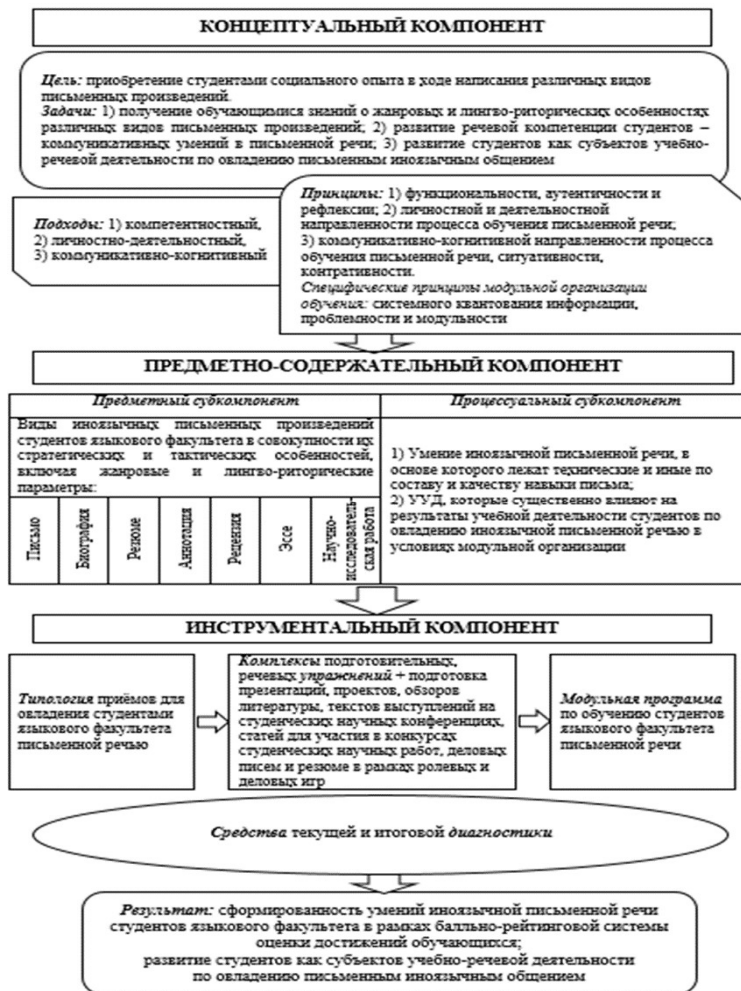 КОНЦЕПТУАЛЬНЫЙ КОМПОНЕНТ
Цель: приобретение студентами социального опыта в ходе написания различных видов
письменных произведений.
Задачи: 1) получение обучающимися знаний о жанровых и лингво-риторических особенностях
различных видов письменных произведений; 2) развитие речевой компетенции студентов –
коммуникативных умений в письменной речи; 3) развитие студентов как субъектов учебно-
речевой деятельности по овладению письменным иноязычным общением
Подходы: 1) компетентностный,
2) личностно-деятельностный,
3) коммуникативно-когнитивный
Принципы: 1) функциональности, аутентичности и
рефлексии; 2) личностной и деятельностной
направленности процесса обучения письменной речи;
3) коммуникативно-когнитивной направленности процесса
обучения письменной речи, ситуативности,
контративности.
Специфические принципы модульной организации
обучения: системного квантования информации,
проблемности и модульности
ПРЕДМЕТНО-СОДЕРЖАТЕЛЬНЫЙ КОМПОНЕНТ
Предметный субкомпонент
Виды иноязычных письменных произведений
студентов языкового факультета в совокупности их
стратегических и тактических особенностей,
включая жанровые и лингво-риторические
параметры:
Письмо
Биография
Резюме
Аннотация
Рецензия
Эссе
Научно-
исследователь-
ская работа
Процессуальный субкомпонент
1) Умение иноязычной письменной речи, в
основе которого лежат технические и иные по
составу и качеству навыки письма;
2) УУД, которые существенно влияют на
результаты учебной деятельности студентов по
овладению иноязычной письменной речью в
условиях модульной организации
ИНСТРУМЕНТАЛЬНЫЙ КОМПОНЕНТ
Типология приёмов для
овладения студентами
языкового факультета
письменной речью
Комплексы подготовительных,
речевых упражнений + подготовка
презентаций, проектов, обзоров
литературы, текстов выступлений на
студенческих научных конференциях,
статей для участия в конкурсах
студенческих научных работ, деловых
писем и резюме в рамках ролевых и
деловых игр
Модульная программа
по обучению студентов
языкового факультета
письменной речи
Средства текущей и итоговой диагностики
Результат: сформированность умений иноязычной письменной речи
студентов языкового факультета в рамках балльно-рейтинговой системы
оценки достижений обучающихся;
развитие студентов как субъектов учебно-речевой деятельности
по овладению письменным иноязычным общением